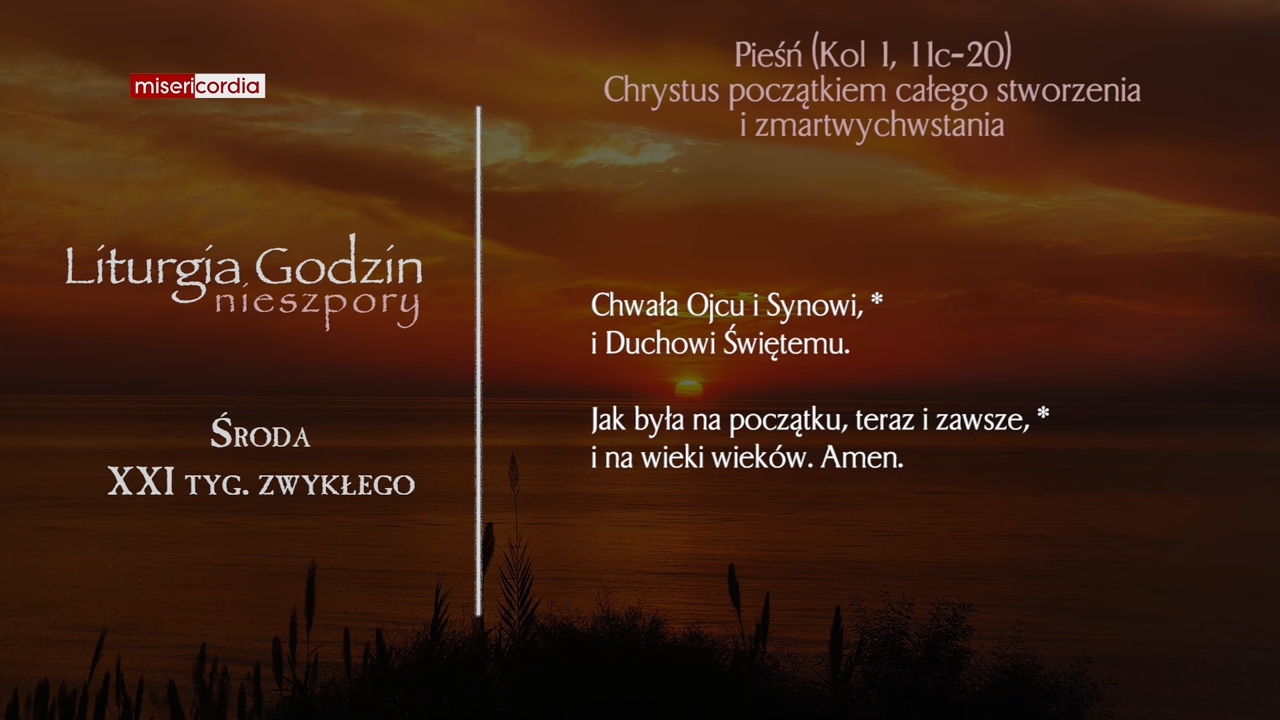 misericordia
Liturgia Godzin
nieszpory
Środa
XXI tyg. zwykłego
Pieśń (Kol 1, 11c-20)
Chrystus początkiem całego stworzenia
i zmartwychwstania
Chwała Ojcu i Synowi, *
i Duchowi Świętemu.
Jak była na początku, teraz i zawsze, *
i na wieki wieków. Amen.